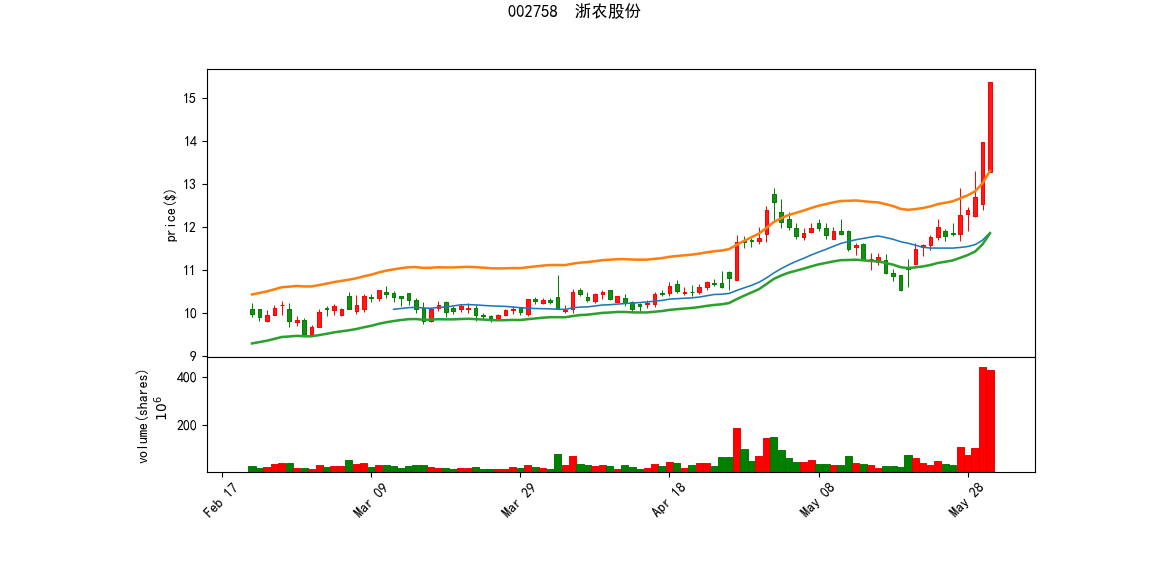 002758 浙农股份
15
14
13
12
11
10
9
price($)
400
200
volume(shares)
10^6
Feb 17
Mar 09
Mar 29
Apr 18
May 08
May 28